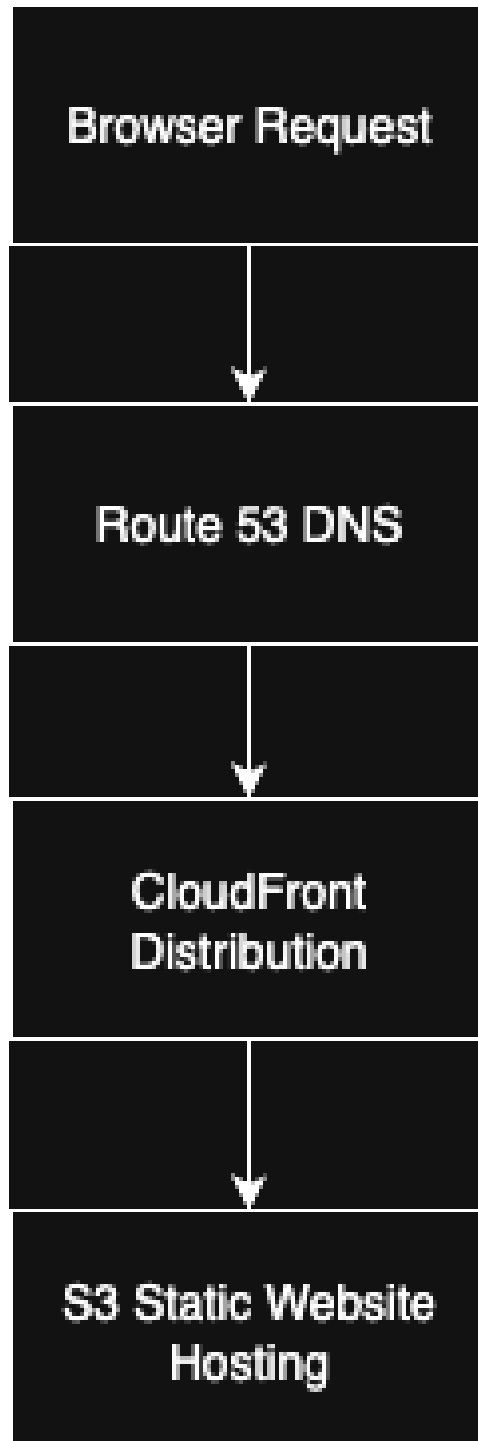 Browser Request
Route 53 DNS
CloudFront
Distribution
S3 Static Website
Hosting